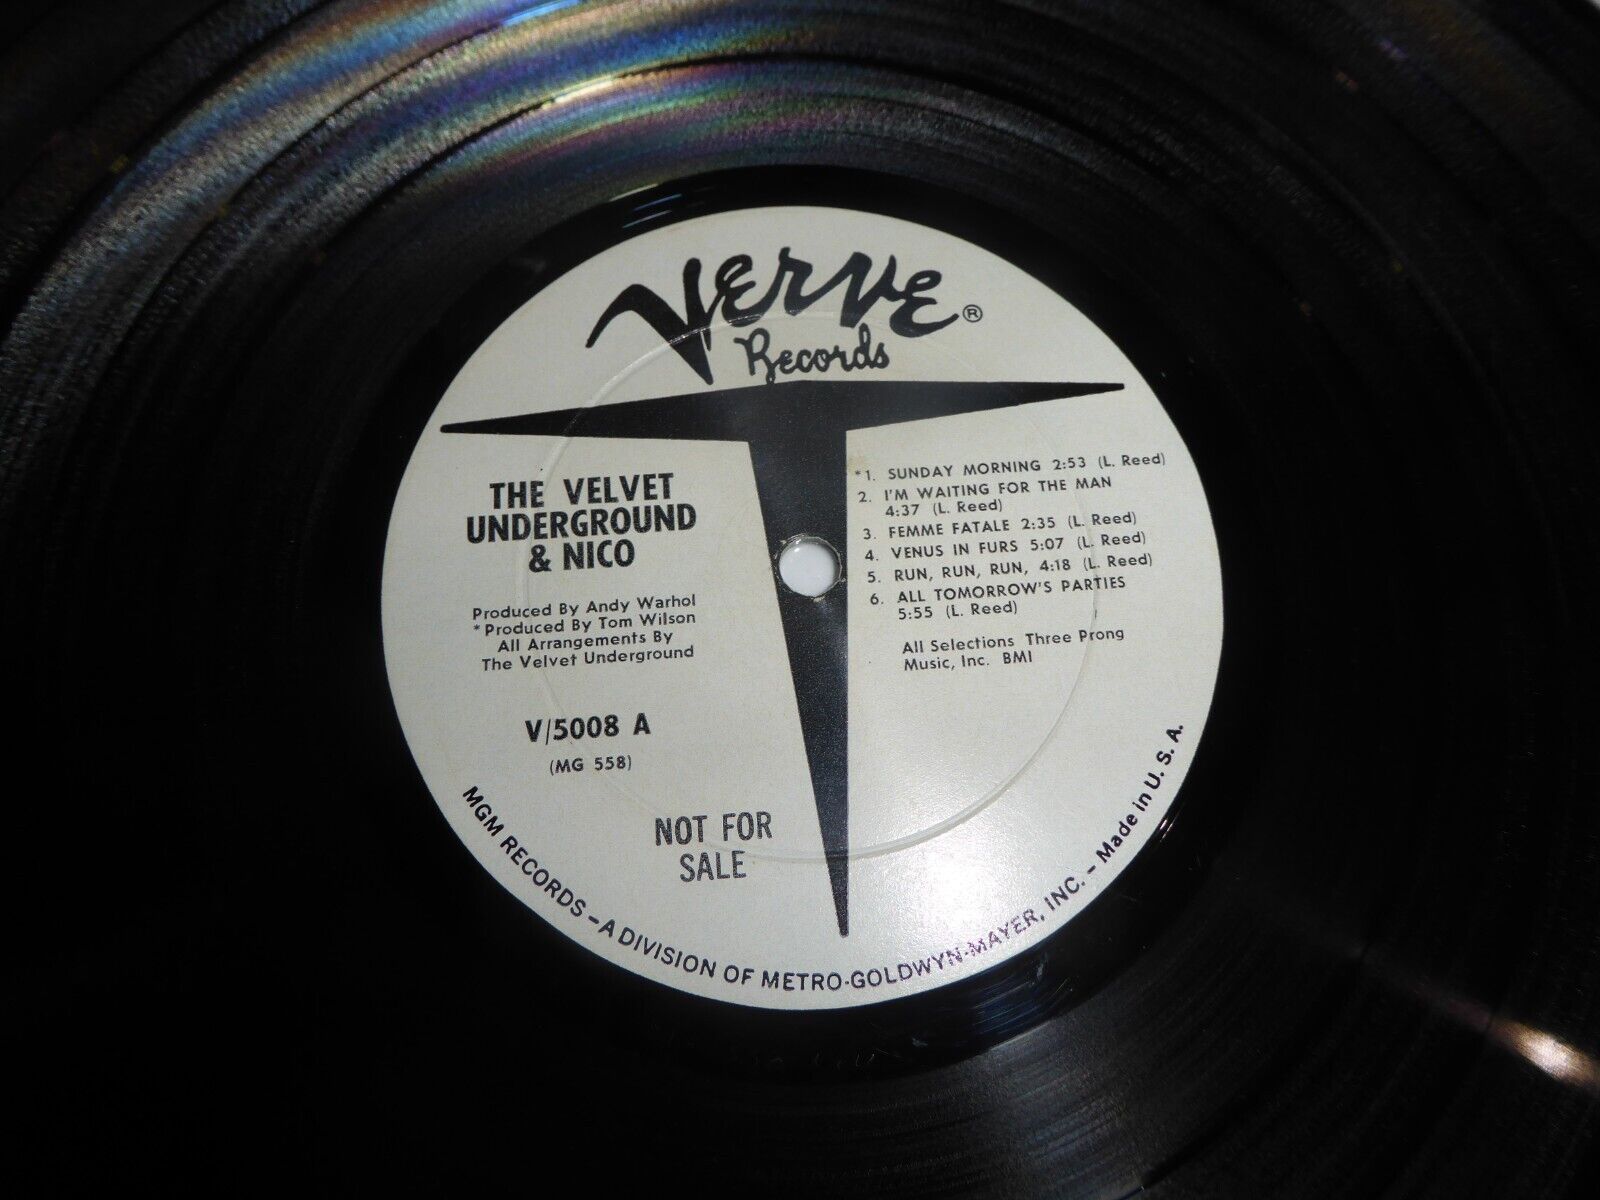 VERVE ®
Records
THE VELVET
UNDERGROUND
& NICO
Produced By Andy Warhol
*Produced By Tom Wilson
All Arrangements By
The Velvet Underground
V/5008 A
(MG 558)
NOT FOR
SALE
*1. SUNDAY MORNING 2:53 (L. Reed)
2. I'M WAITING FOR THE MAN
4:37 (L. Reed)
3. FEMME FATALE 2:35 (L. Reed)
4. VENUS IN FURS 5:07 (L. Reed)
5. RUN, RUN, RUN, 4:18 (L. Reed)
6. ALL TOMORROW'S PARTIES
5:55 (L. Reed)
All Selections Three Prong
Music, Inc. BMI
MGM RECORDS – A DIVISION OF METRO-GOLDWYN-MAYER, INC. – Made in U. S. A.